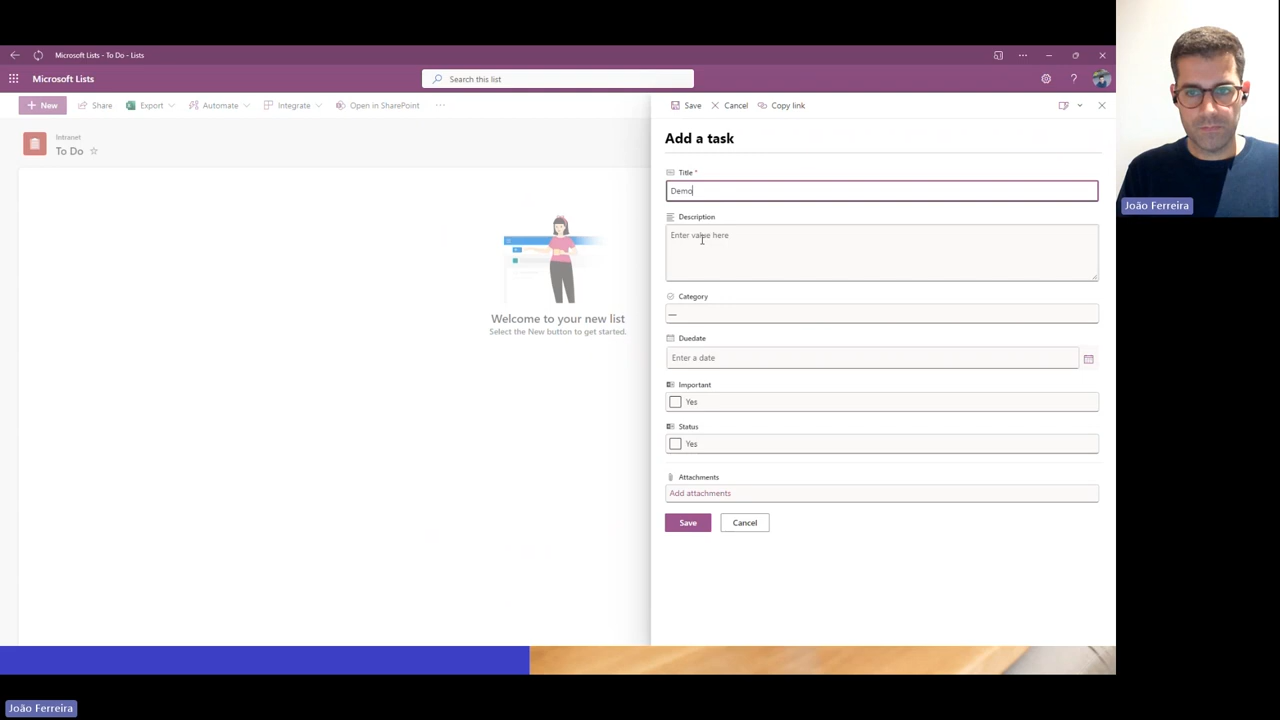 Microsoft Lists - To Do - Lists
Microsoft Lists
Search this list
?
New
Share
Export
Automate
Integrate
Open in SharePoint
...
Save
Cancel
Copy link
Intranet
To Do
Add a task
Title *
Demo
Description
Enter value here
Category
—
Duedate
Enter a date
Important
Yes
Status
Yes
Attachments
Add attachments
Save
Cancel
Welcome to your new list
Select the New button to get started.
João Ferreira
João Ferreira